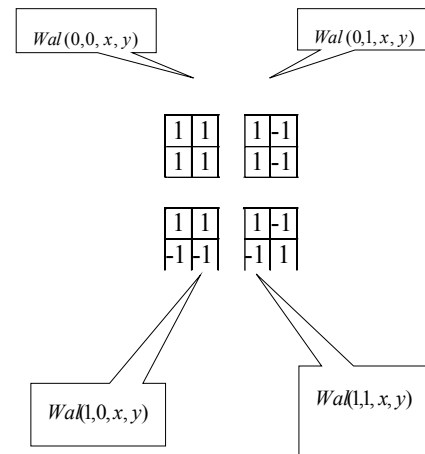 Wal(0,0, x, y) Wal(0,1, x, y)
1 1 1 -1
1 1 1 -1
1 1 1 -1
-1 -1 -1 1
Wal(1,0, x, y) Wal(1,1, x, y)